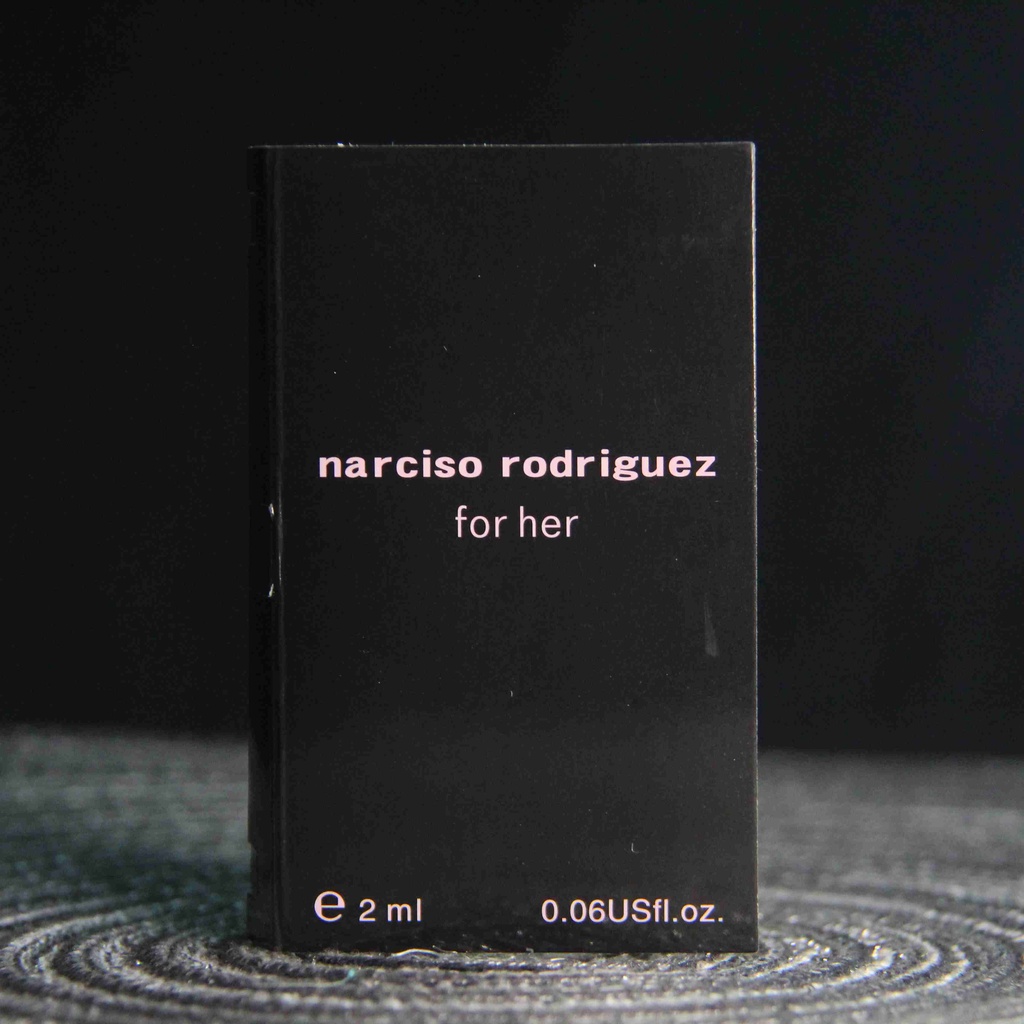 narciso rodriguez
for her
℮ 2 ml 0.06USfl.oz.